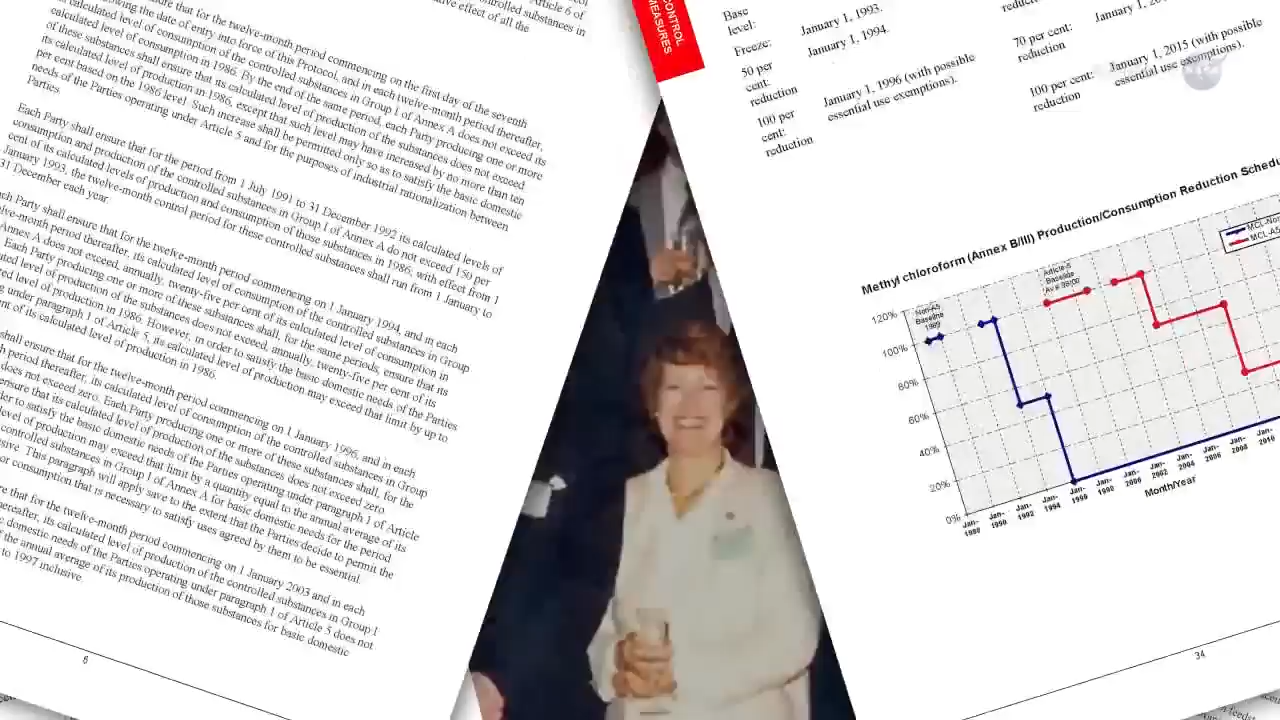 Article 6 of
controlled substances in
ive effect of all the
sure that for the twelve-month period commencing on the first day of the seventh
owing the date of entry into force of this Protocol, and in each twelve-month period thereafter,
calculated level of consumption of the controlled substances in Group I of Annex A does not exceed its
calculated level of consumption in 1986. By the end of the same period, each Party producing one or more
of these substances shall ensure that its calculated level of production of the substances does not exceed
its calculated level of production in 1986, except that such level may have increased by no more than ten
per cent based on the 1986 level. Such increase shall be permitted only so as to satisfy the basic domestic
needs of the Parties operating under Article 5 and for the purposes of industrial rationalization between
Parties.
Each Party shall ensure that for the period from 1 July 1991 to 31 December 1992 its calculated levels of
consumption and production of the controlled substances in Group I of Annex A do not exceed 150 per
cent of its calculated levels of production and consumption of those substances in 1986; with effect from 1
January 1993, the twelve-month control period for these controlled substances shall run from 1 January to
31 December each year.
ch Party shall ensure that for the twelve-month period commencing on 1 January 1994, and in each
elve-month period thereafter, its calculated level of consumption of the controlled substances in Group
Annex A does not exceed, annually, twenty-five per cent of its calculated level of consumption in
Each Party producing one or more of these substances shall, for the same periods, ensure that its
ated level of production of the substances does not exceed, annually, twenty-five per cent of its
ed level of production in 1986. However, in order to satisfy the basic domestic needs of the Parties
ng under paragraph 1 of Article 5, its calculated level of production may exceed that limit by up to
ent of its calculated level of production in 1986.
shall ensure that for the twelve-month period commencing on 1 January 1996, and in each
h period thereafter, its calculated level of consumption of the controlled substances in Group
does not exceed zero. Each Party producing one or more of these substances shall, for the
ensure that its calculated level of production of the substances does not exceed zero
er to satisfy the basic domestic needs of the Parties operating under paragraph 1 of Article
level of production may exceed that limit by a quantity equal to the annual average of its
controlled substances in Group I of Annex A for basic domestic needs for the period
sive. This paragraph will apply save to the extent that the Parties decide to permit the
or consumption that is necessary to satisfy uses agreed by them to be essential.
re that for the twelve-month period commencing on 1 January 2003 and in each
ereafter, its calculated level of production of the controlled substances in Group I
domestic needs of the Parties operating under paragraph 1 of Article 5 does not
f the annual average of its production of those substances for basic domestic
to 1997 inclusive.
6
CONTROL
MEASURES
Base
level:
Freeze: January 1, 1993.
50 per
cent:
reduction
January 1, 1994.
100 per
cent:
reduction
January 1, 1996 (with possible
essential use exemptions).
70 per cent:
reduction
100 per cent:
reduction
January 1, 2015 (with possible
essential use exemptions).
NASA
Methyl chloroform (Annex B/III) Production/Consumption Reduction Schedu
MCL-Non
MCL-A5
120%
100%
80%
60%
40%
20%
0%
Non-A5
Baseline
1989
Article-5
Baseline
Jan-
1988
Jan-
1990
Jan-
1992
Jan-
1994
Jan-
Jan-
Jan-
Jan-
2002
Jan-
2004
Jan-
2006
Jan-
Jan-
2010
Month/Year
34